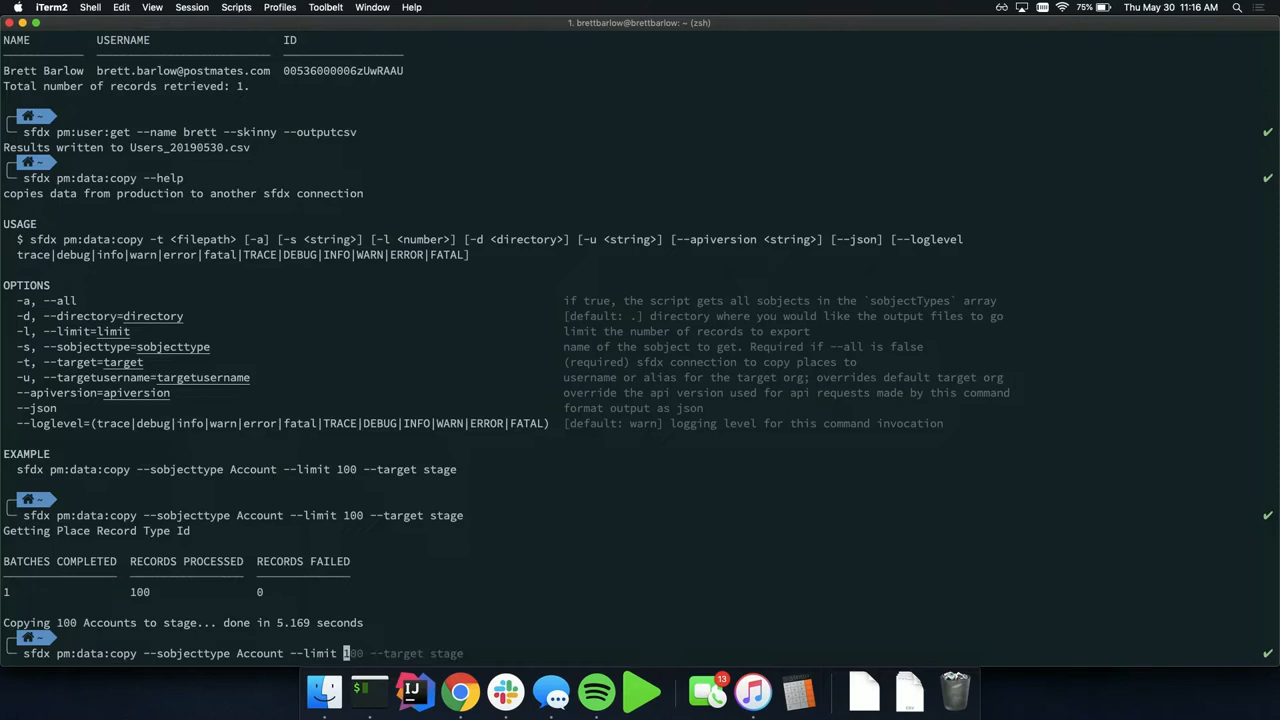 iTerm2 Shell Edit View Session Scripts Profiles Toolbelt Window Help 75% Thu May 30 11:16 AM
1. brettbarlow@brettbarlow: ~ (zsh)
NAME USERNAME ID
Brett Barlow brett.barlow@postmates.com 00536000006zUwRAAU
Total number of records retrieved: 1.
~
sfdx pm:user:get --name brett --skinny --outputcsv ✔
Results written to Users_20190530.csv
~
sfdx pm:data:copy --help ✔
copies data from production to another sfdx connection
USAGE
$ sfdx pm:data:copy -t <filepath> [-a] [-s <string>] [-l <number>] [-d <directory>] [-u <string>] [--apiversion <string>] [--json] [--loglevel
trace|debug|info|warn|error|fatal|TRACE|DEBUG|INFO|WARN|ERROR|FATAL]
OPTIONS
-a, --all if true, the script gets all sobjects in the `sobjectTypes` array
-d, --directory=directory [default: .] directory where you would like the output files to go
-l, --limit=limit limit the number of records to export
-s, --sobjecttype=sobjecttype name of the sobject to get. Required if --all is false
-t, --target=target (required) sfdx connection to copy places to
-u, --targetusername=targetusername username or alias for the target org; overrides default target org
--apiversion=apiversion override the api version used for api requests made by this command
--json format output as json
--loglevel=(trace|debug|info|warn|error|fatal|TRACE|DEBUG|INFO|WARN|ERROR|FATAL) [default: warn] logging level for this command invocation
EXAMPLE
sfdx pm:data:copy --sobjecttype Account --limit 100 --target stage
~
sfdx pm:data:copy --sobjecttype Account --limit 100 --target stage ✔
Getting Place Record Type Id
BATCHES COMPLETED RECORDS PROCESSED RECORDS FAILED
1 100 0
Copying 100 Accounts to stage... done in 5.169 seconds
~
sfdx pm:data:copy --sobjecttype Account --limit 100 --target stage ✔
$
IJ
13
CSV